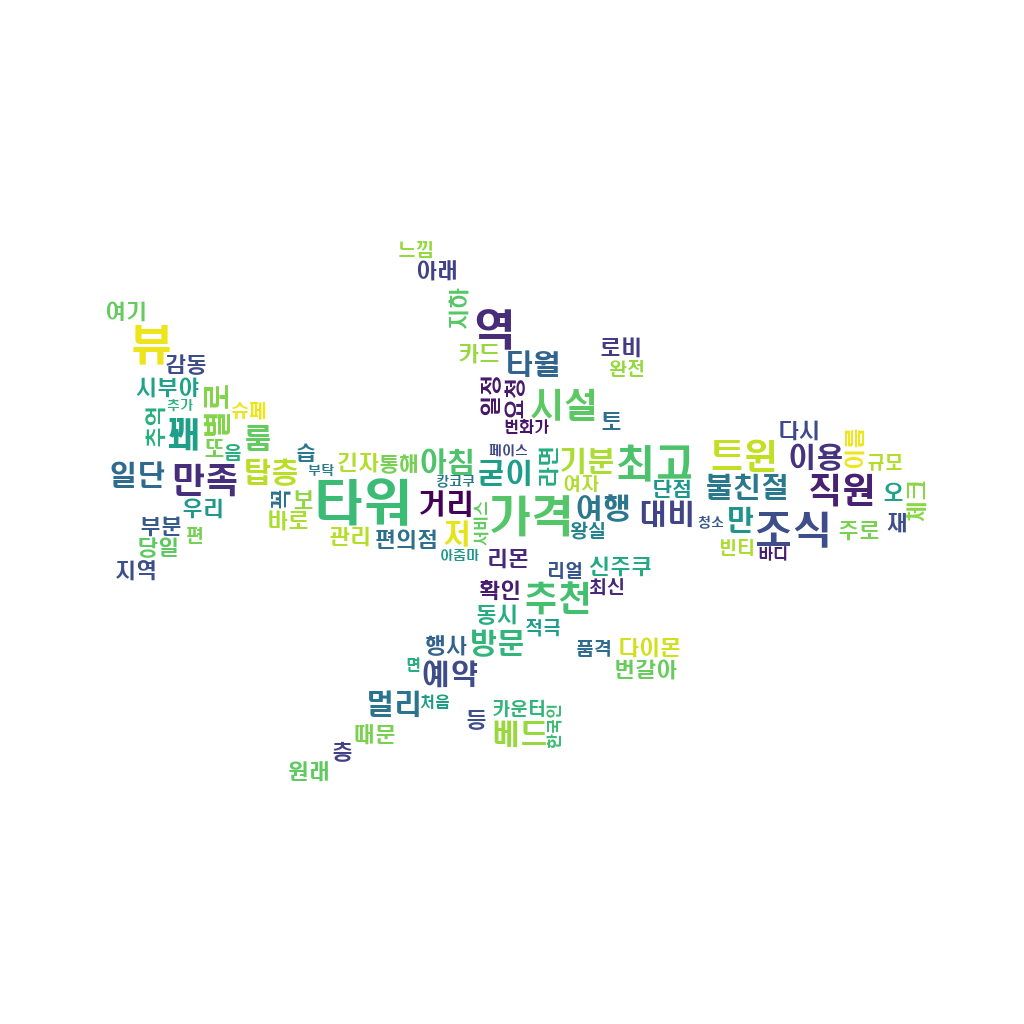 느낌
아래
여기
지하
역
뷰
감동
카드
타월
로비
완전
시부야
추가
별로
슈페
추억
꽤
또
음
룸
일정
요청
번화가
시설
토
다시
이름
일단
만족
탑층
습
부탁
긴자
통해
아침
페이스
캉코쿠
굳이
라면
기분
여자
최고
단점
트윈
불친절
이용
직원
규모
오
체크
우리
꼭
보
바로
타워
거리
저
서비스
가격
여행
왕실
대비
청소
만
조식
주로
재
부분
당일
편
지역
관리
편의점
아줌마
리몬
리얼
신주쿠
빈티
바디
확인
추천
최신
동시
적극
행사
방문
품격
다이몬
면
예약
번갈아
멀리
처음
등
카운터
베드
한국인
때문
층
원래